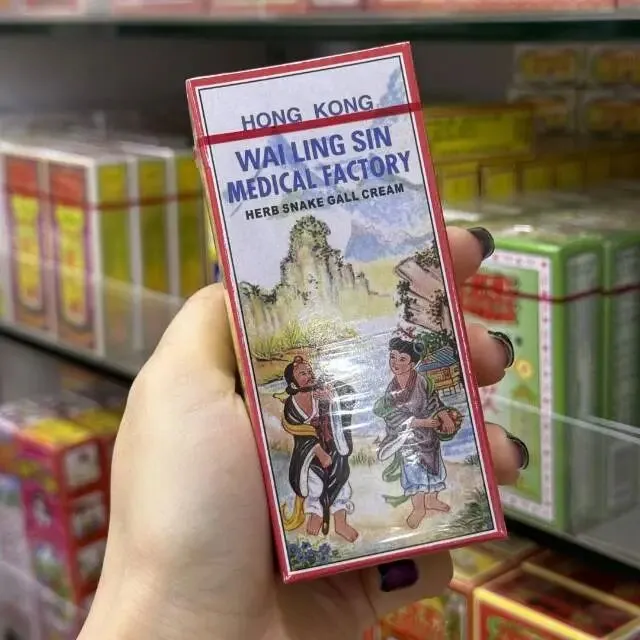 HONG KONG
WAI LING SIN
MEDICAL FACTORY
HERB SNAKE GALL CREAM